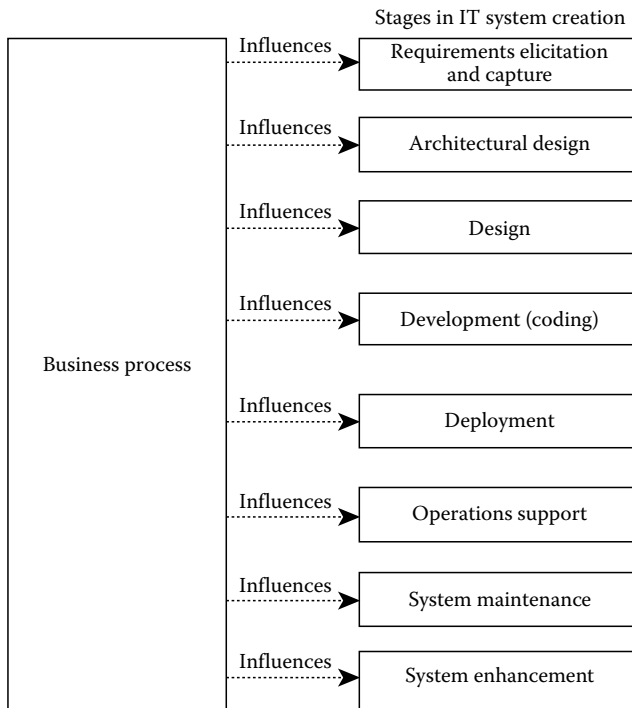 Stages in IT system creation
Influences
Requirements elicitation
and capture
Influences
Architectural design
Influences
Design
Influences
Development (coding)
Business process
Influences
Deployment
Influences
Operations support
Influences
System maintenance
Influences
System enhancement